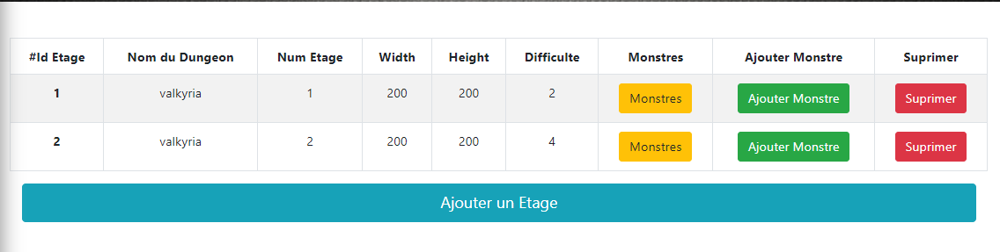 #Id Etage Nom du Dungeon Num Etage Width Height Difficulte Monstres Ajouter Monstre Suprimer
1 valkyria 1 200 200 2 Monstres Ajouter Monstre Suprimer
2 valkyria 2 200 200 4 Monstres Ajouter Monstre Suprimer
Ajouter un Etage